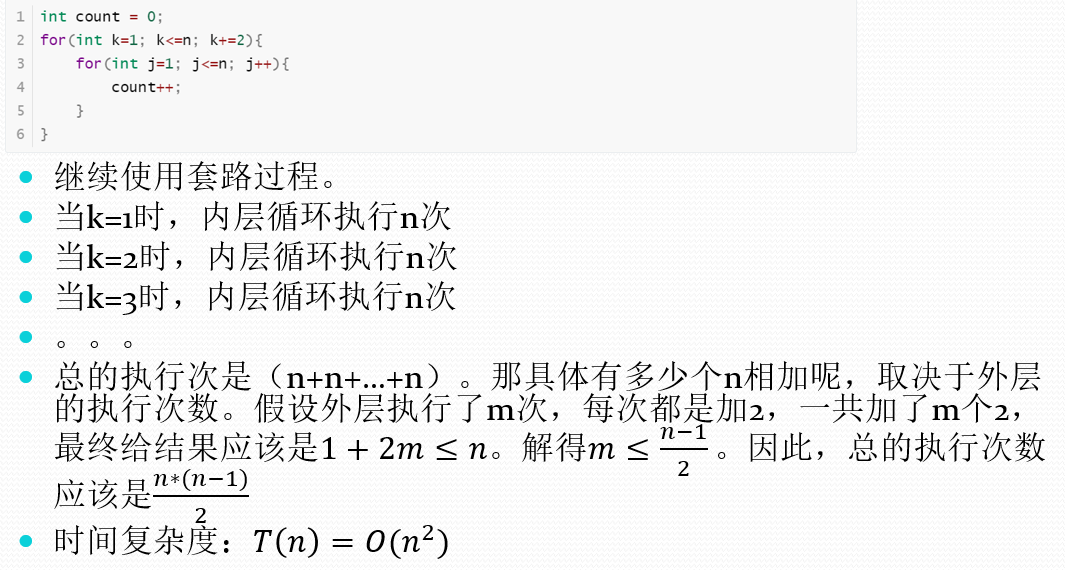 1 int count = 0;
2 for(int k=1; k<=n; k+=2){
3     for(int j=1; j<=n; j++){
4         count++;
5     }
6 }
● 继续使用套路过程。
● 当k=1时，内层循环执行n次
● 当k=2时，内层循环执行n次
● 当k=3时，内层循环执行n次
● 。。。
● 总的执行次是（n+n+...+n）。那具体有多少个n相加呢，取决于外层
的执行次数。假设外层执行了m次，每次都是加2，一共加了m个2，
最终给结果应该是1 + 2m ≤ n。解得m ≤ (n−1)/2。因此，总的执行次数
应该是n∗(n−1)/2
● 时间复杂度：T(n) = O(n²)